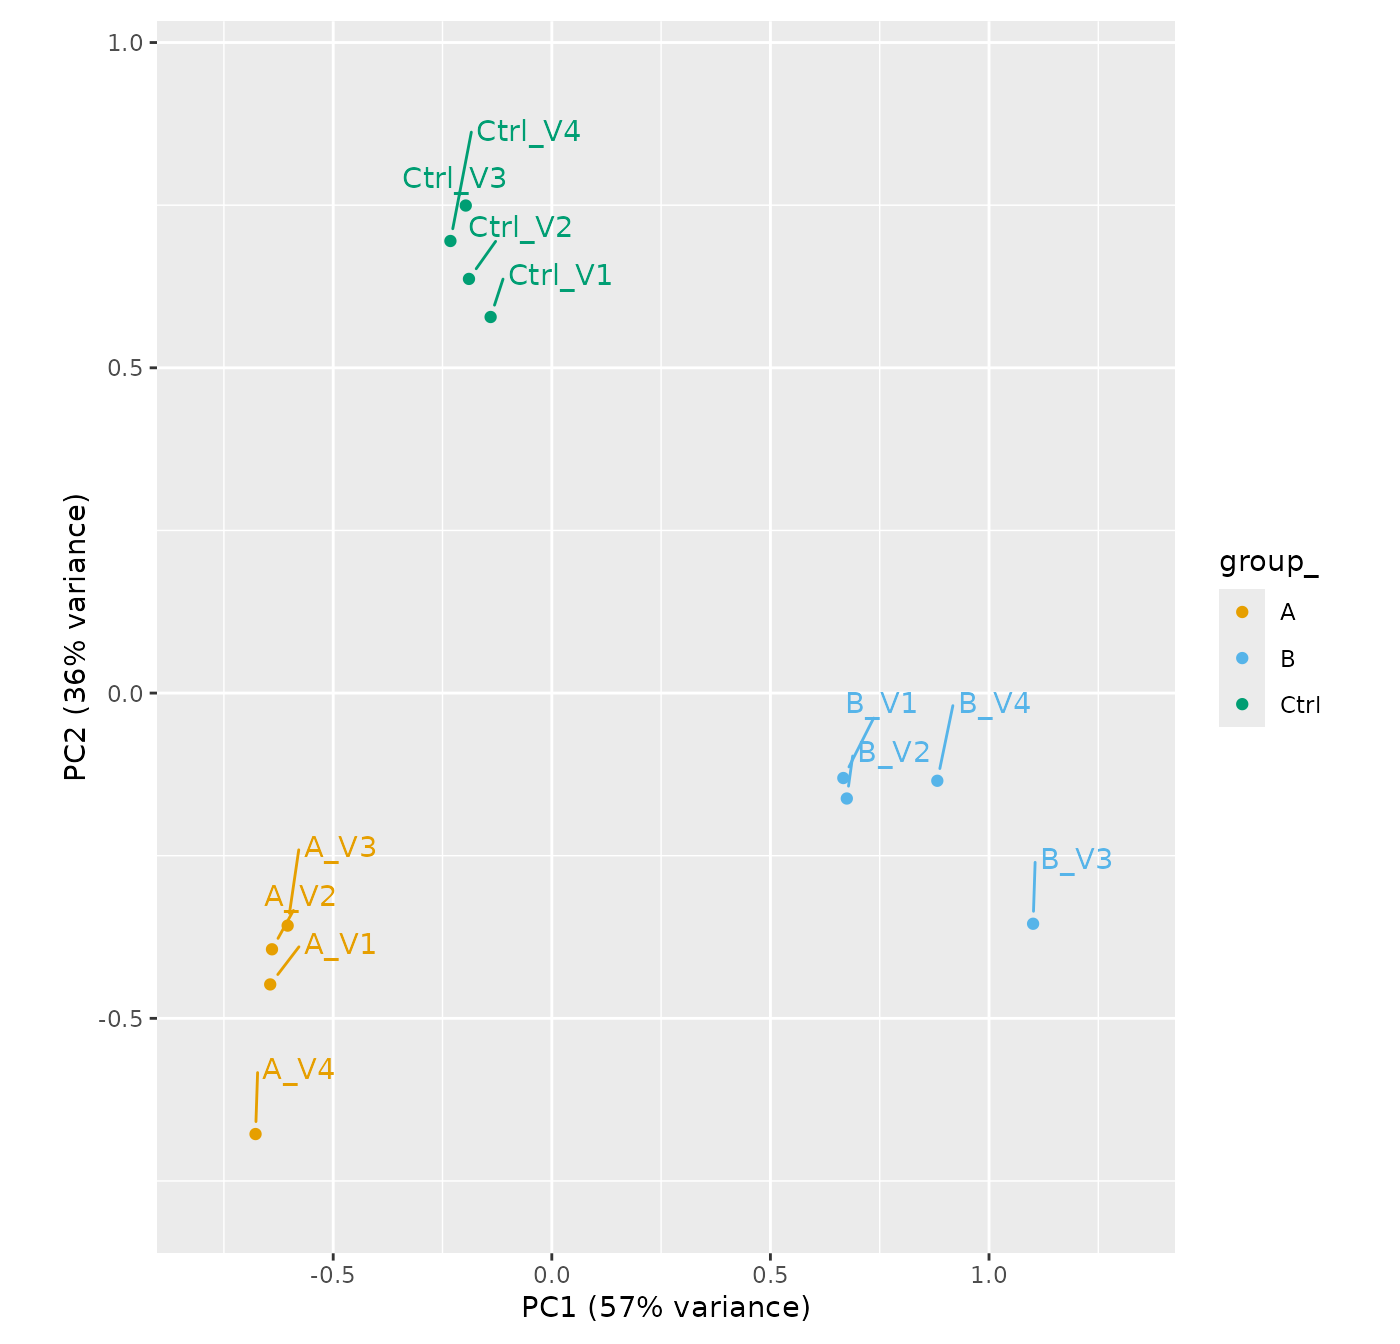 1.0
0.5
0.0
-0.5
PC2 (36% variance)
Ctrl_V4
Ctrl_V3
Ctrl_V2
Ctrl_V1
B_V1
B_V4
B_V2
B_V3
A_V3
A_V2
A_V1
A_V4
-0.5
0.0
0.5
1.0
PC1 (57% variance)
group_
A
B
Ctrl